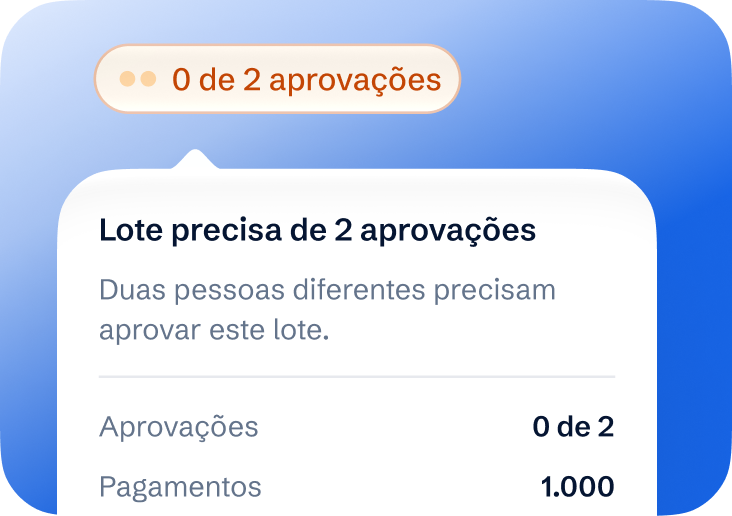 0 de 2 aprovações
Lote precisa de 2 aprovações
Duas pessoas diferentes precisam
aprovar este lote.
Aprovações 0 de 2
Pagamentos 1.000